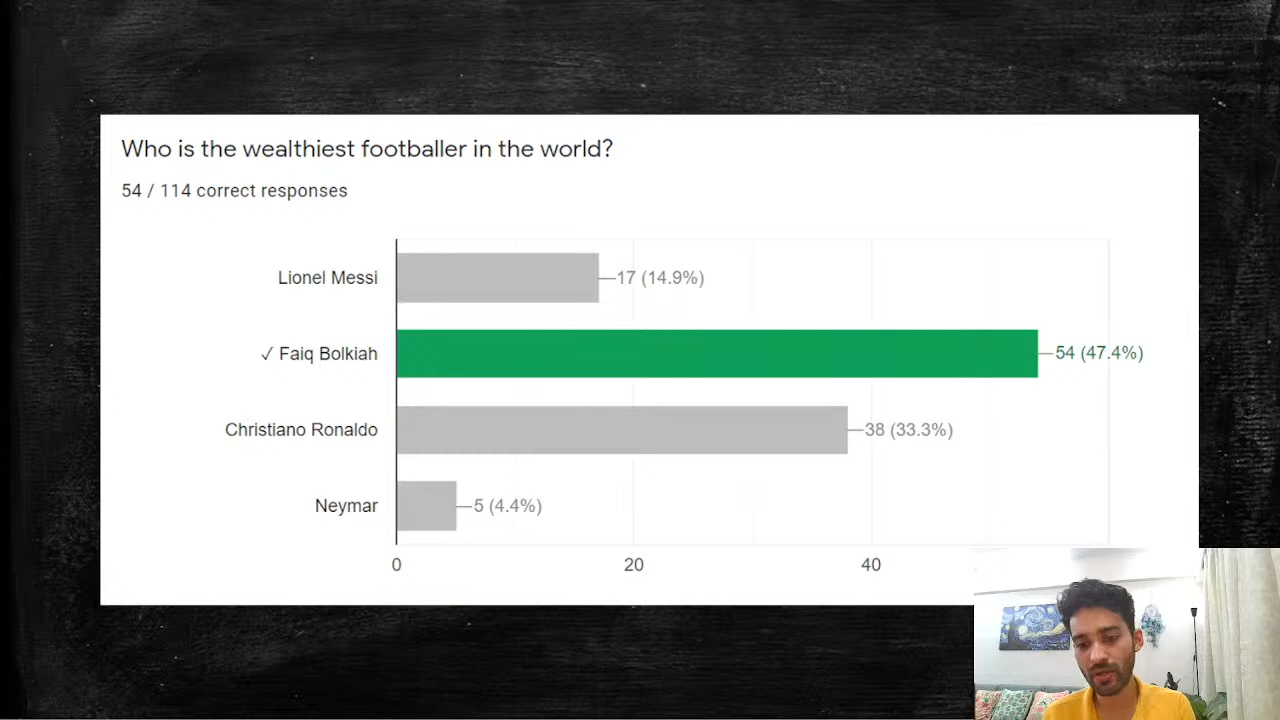 Who is the wealthiest footballer in the world?
54 / 114 correct responses
Lionel Messi 17 (14.9%)
✓ Faiq Bolkiah 54 (47.4%)
Christiano Ronaldo 38 (33.3%)
Neymar 5 (4.4%)
0 20 40